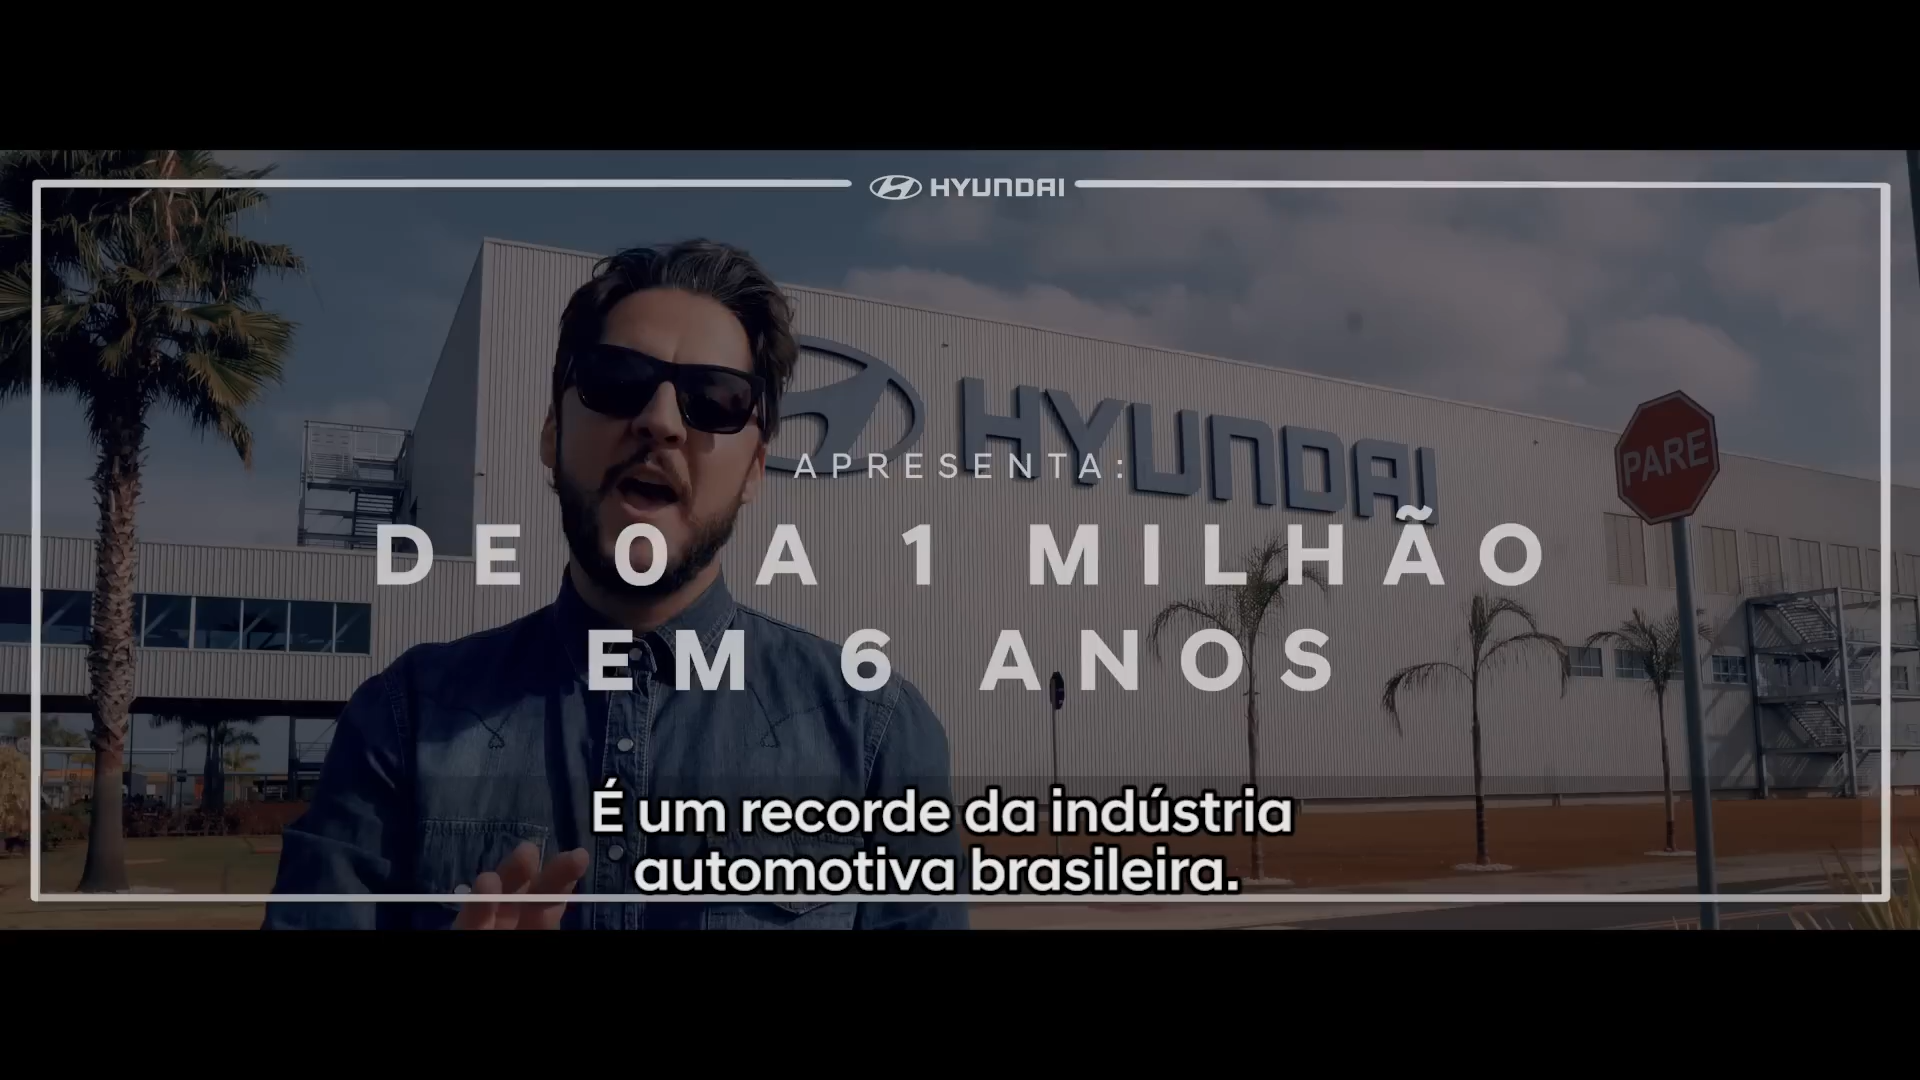 HYUNDAI
HYUNDAI
PARE
APRESENTA:
DE 0 A 1 MILHÃO
EM 6 ANOS
É um recorde da indústria
automotiva brasileira.